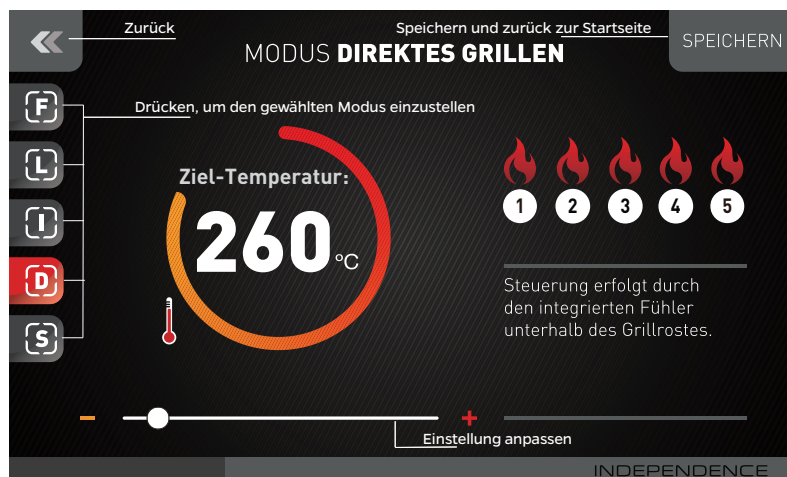 Zurück
Speichern und zurück zur Startseite
SPEICHERN
MODUS DIREKTES GRILLEN
F
Drücken, um den gewählten Modus einzustellen
L
Ziel-Temperatur:
260 °C
1 2 3 4 5
I
D
S
Steuerung erfolgt durch
den integrierten Fühler
unterhalb des Grillrostes.
- +
Einstellung anpassen
INDEPENDENCE